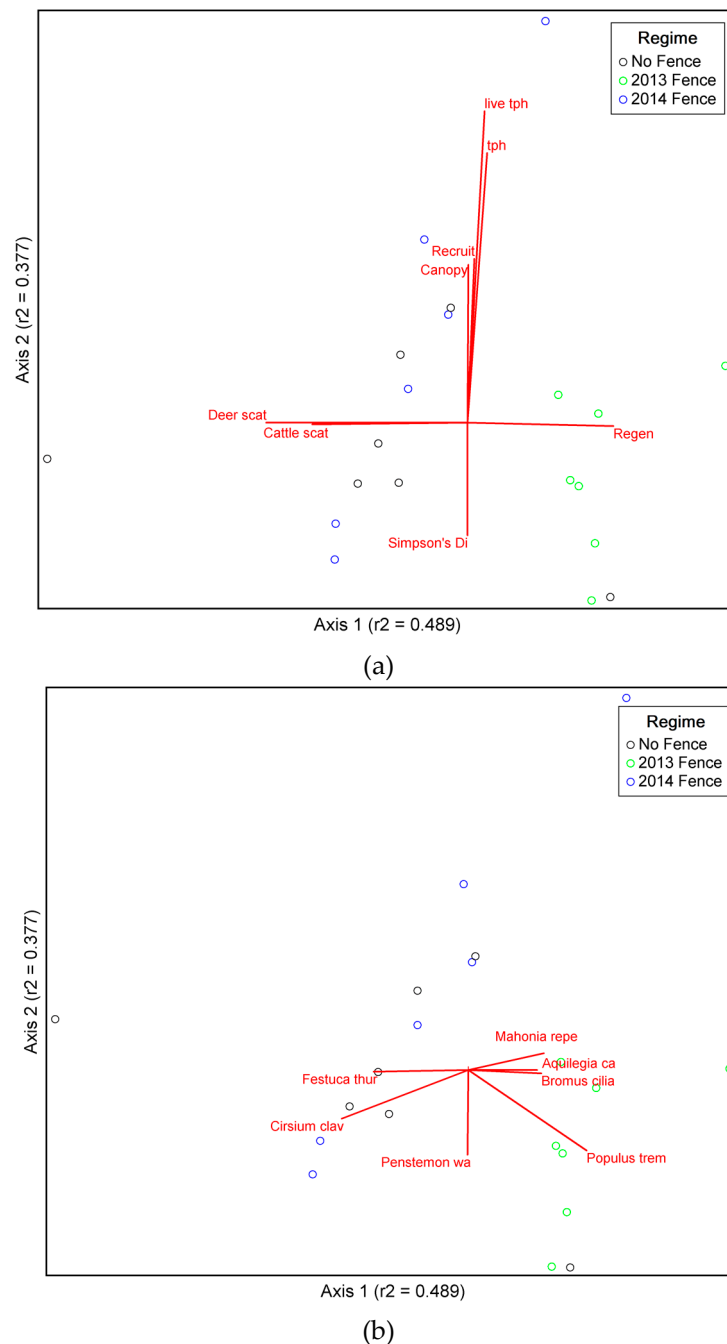 Regime
No Fence
2013 Fence
2014 Fence
live tph
tph
Recruit
Canopy
Deer scat
Cattle scat
Regen
Simpson's Di
Axis 2 (r2 = 0.377)
Axis 1 (r2 = 0.489)
(a)
Regime
No Fence
2013 Fence
2014 Fence
Mahonia repe
Aquilegia ca
Festuca thur
Bromus cilia
Cirsium clav
Penstemon wa
Populus trem
Axis 2 (r2 = 0.377)
Axis 1 (r2 = 0.489)
(b)